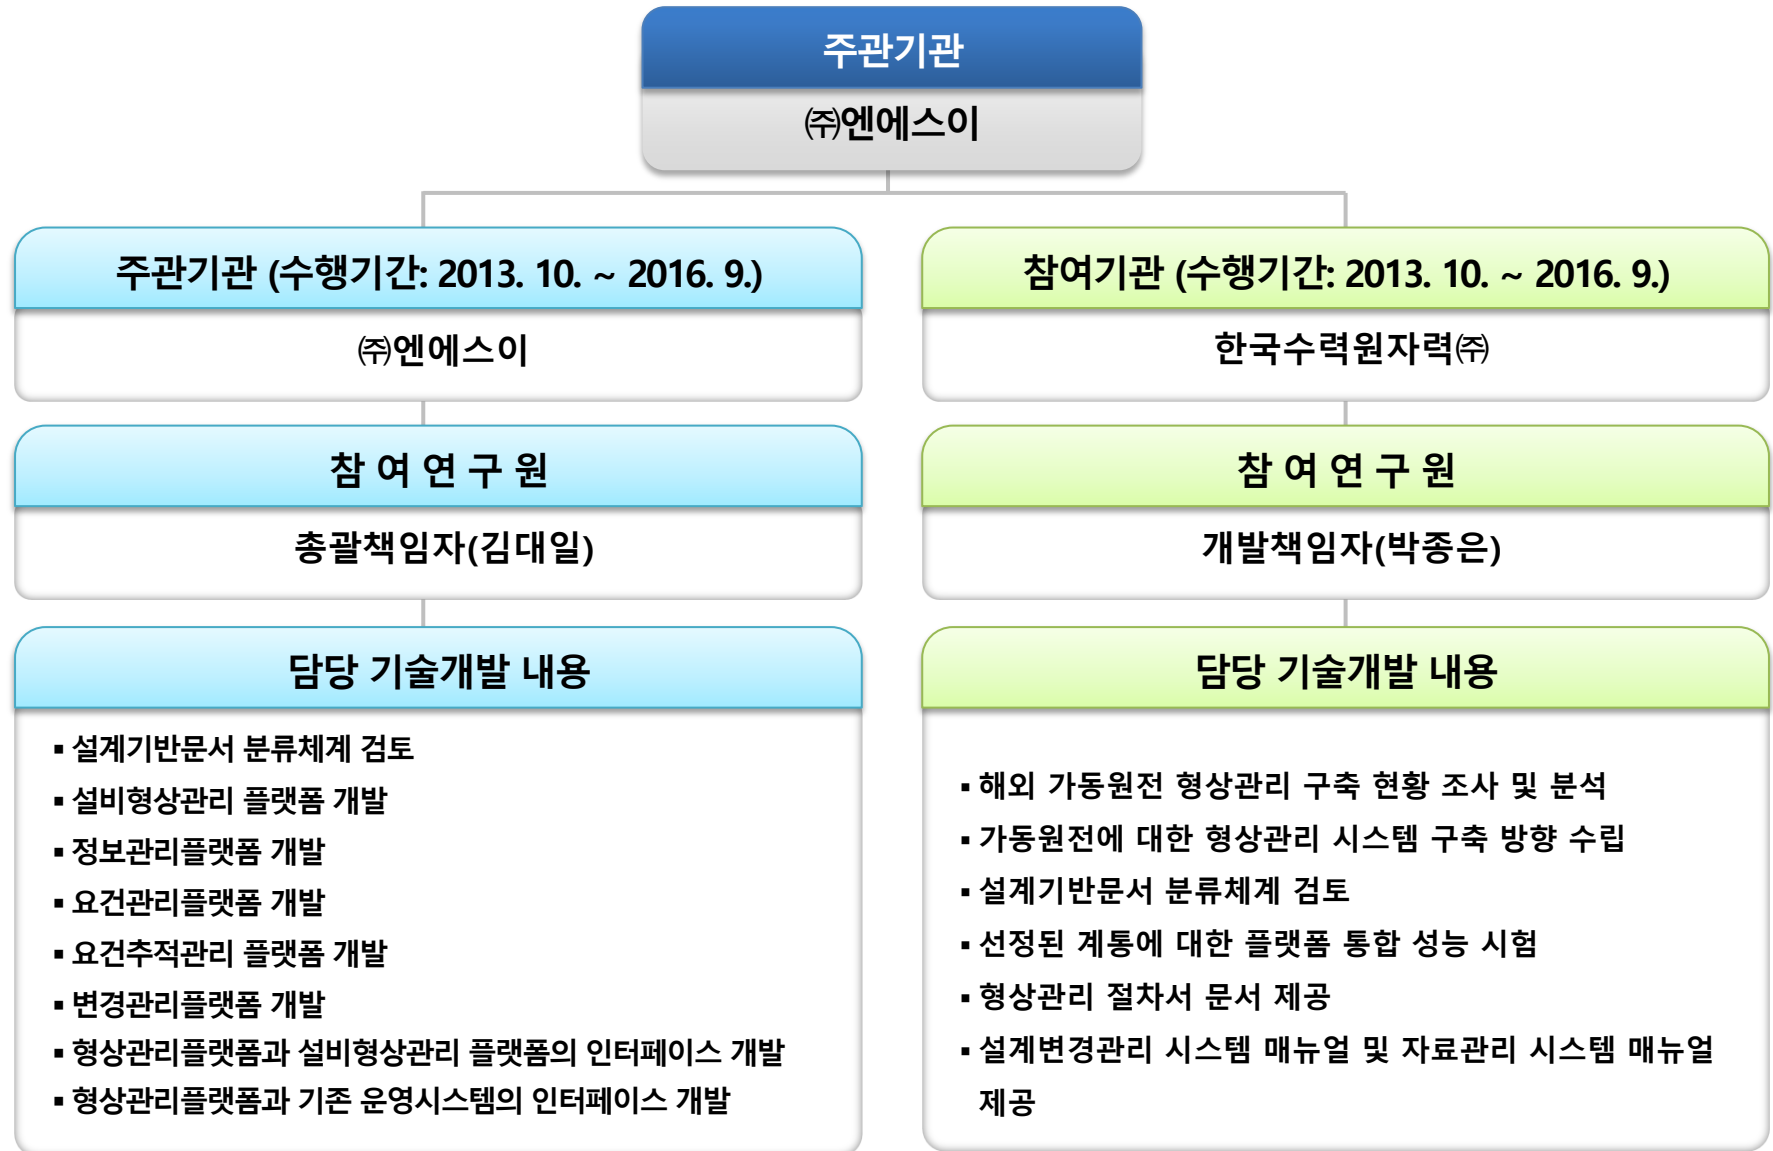 주관기관
㈜엔에스이
주관기관 (수행기간: 2013. 10. ~ 2016. 9.)
㈜엔에스이
참 여 연 구 원
총괄책임자(김대일)
담당 기술개발 내용
▪ 설계기반문서 분류체계 검토
▪ 설비형상관리 플랫폼 개발
▪ 정보관리플랫폼 개발
▪ 요건관리플랫폼 개발
▪ 요건추적관리 플랫폼 개발
▪ 변경관리플랫폼 개발
▪ 형상관리플랫폼과 설비형상관리 플랫폼의 인터페이스 개발
▪ 형상관리플랫폼과 기존 운영시스템의 인터페이스 개발
참여기관 (수행기간: 2013. 10. ~ 2016. 9.)
한국수력원자력㈜
참 여 연 구 원
개발책임자(박종은)
담당 기술개발 내용
▪ 해외 가동원전 형상관리 구축 현황 조사 및 분석
▪ 가동원전에 대한 형상관리 시스템 구축 방향 수립
▪ 설계기반문서 분류체계 검토
▪ 선정된 계통에 대한 플랫폼 통합 성능 시험
▪ 형상관리 절차서 문서 제공
▪ 설계변경관리 시스템 매뉴얼 및 자료관리 시스템 매뉴얼
제공